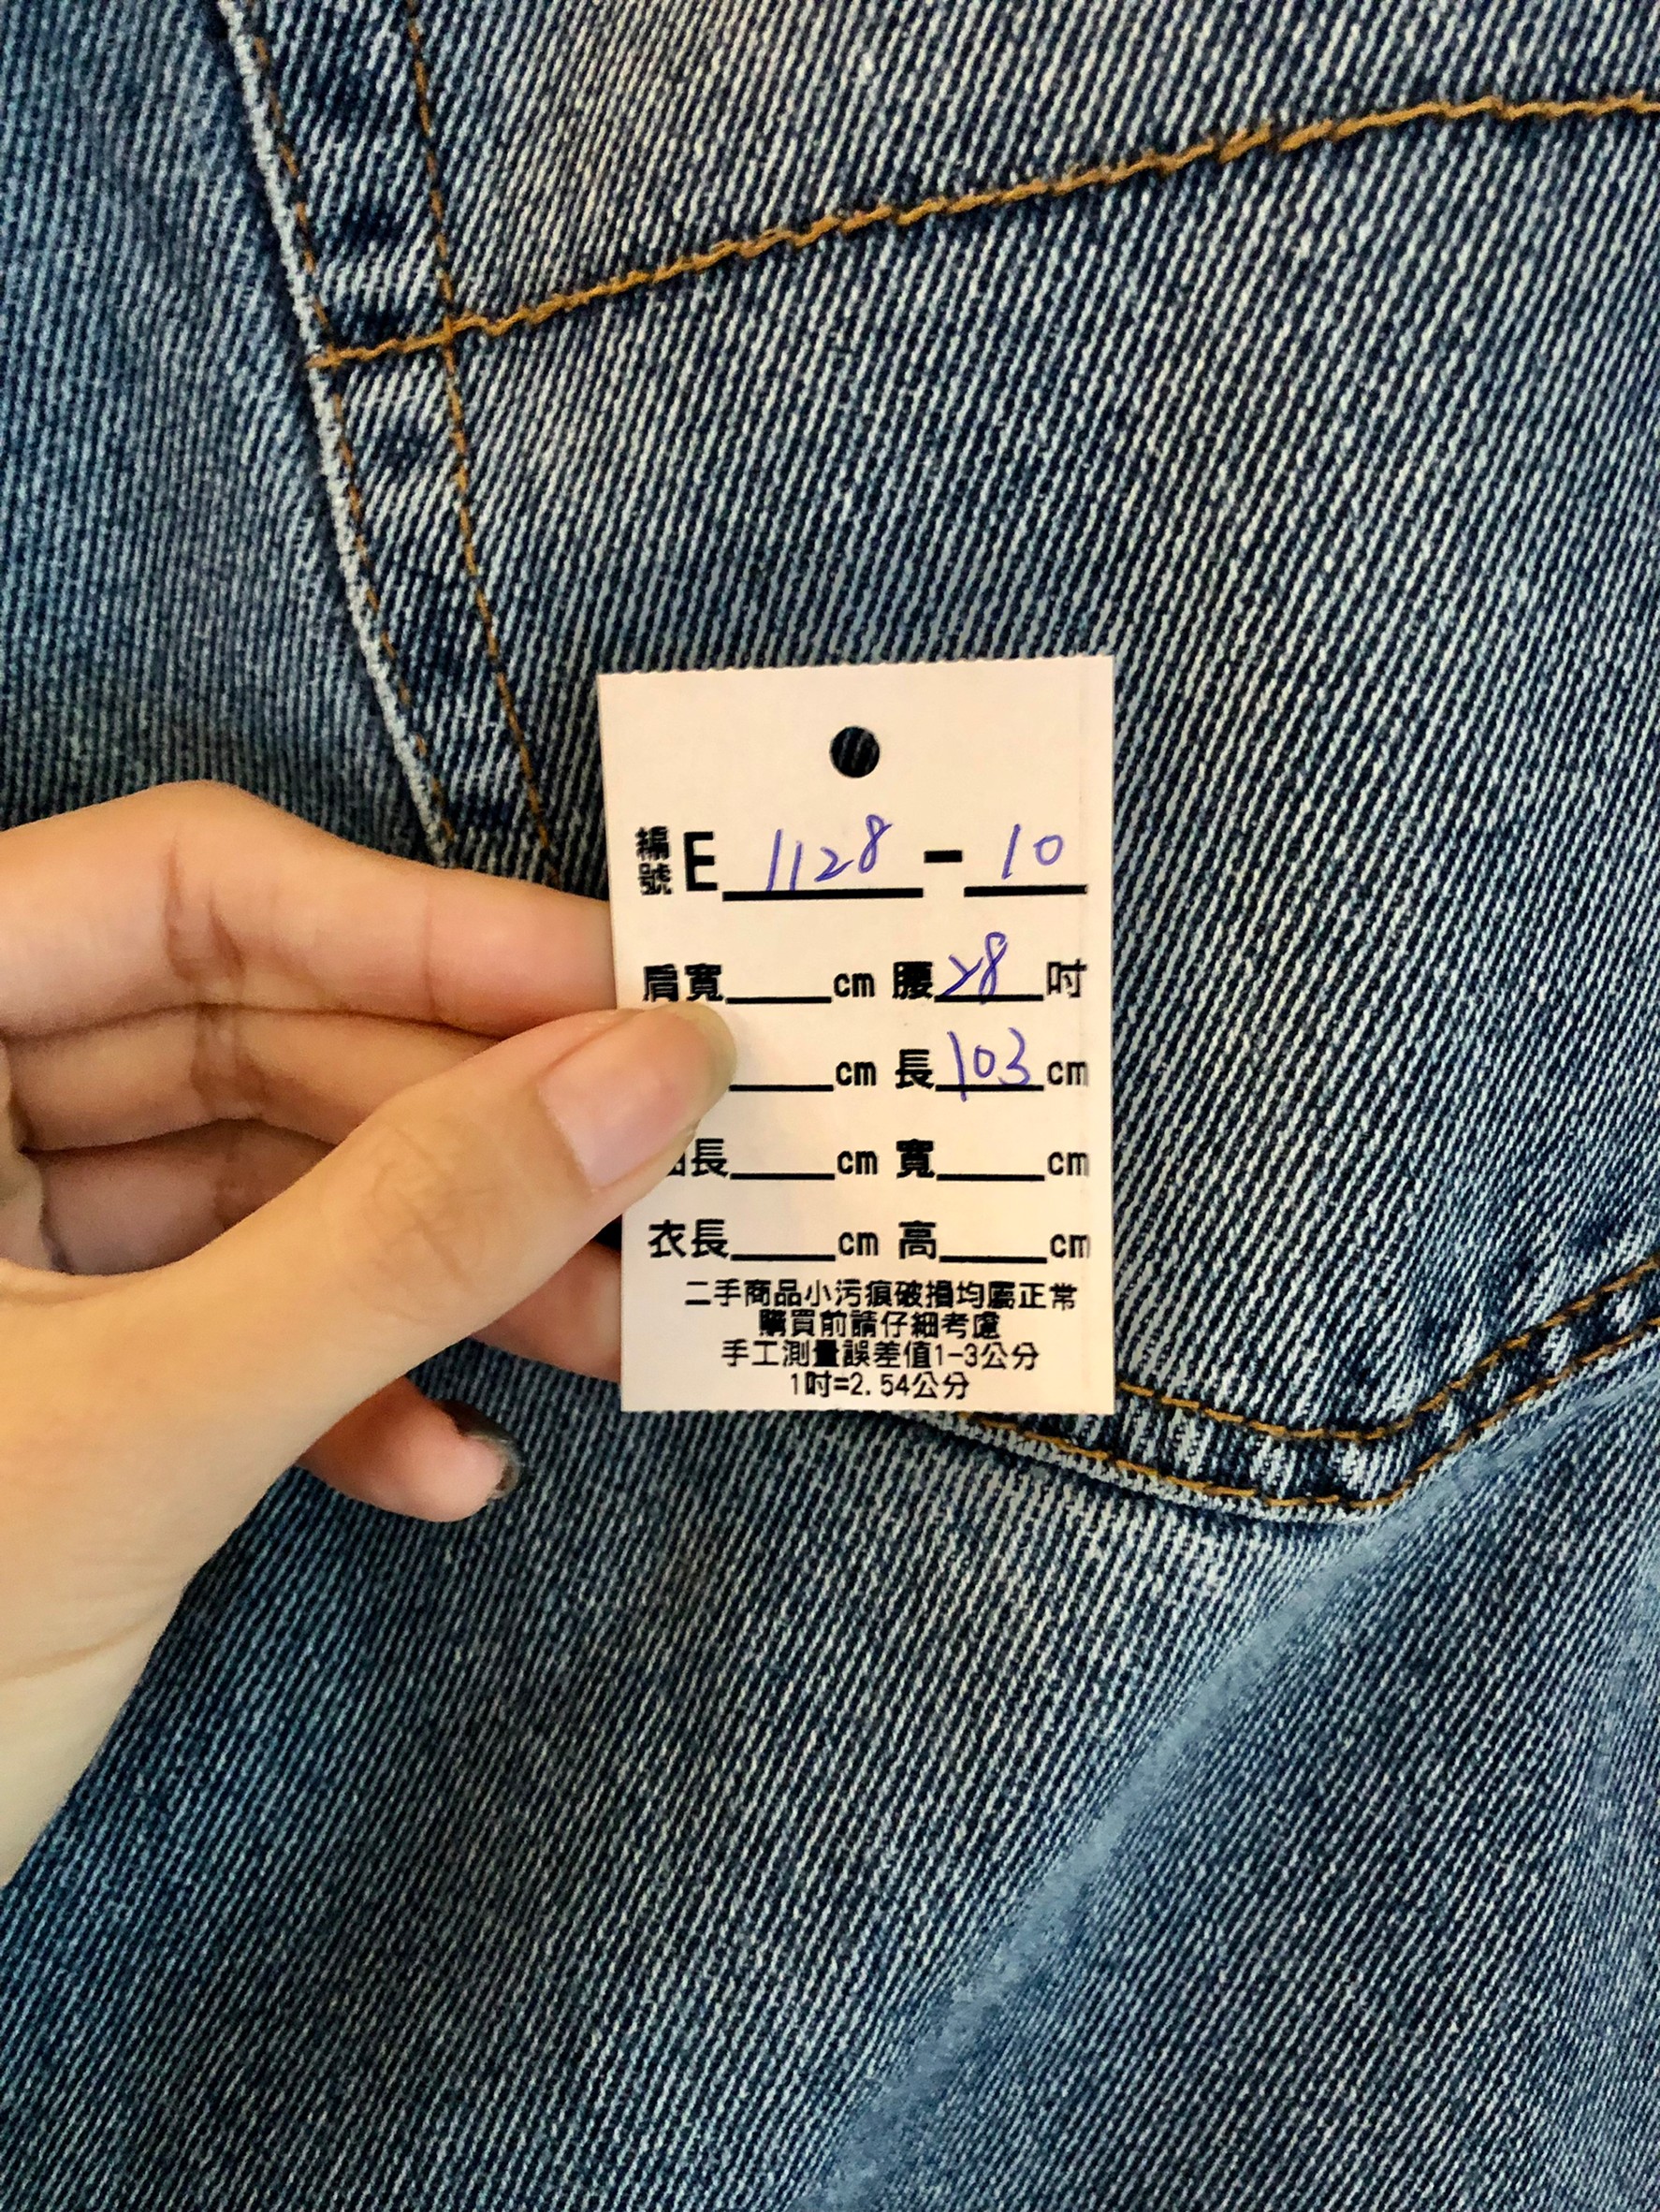 編號 E 1128 - 10
肩寬 cm 腰 28 吋
cm 長 103 cm
長 cm 寬 cm
衣長 cm 高 cm
二手商品小污痕破損均屬正常
購買前請仔細考慮
手工測量誤差值1-3公分
1吋=2.54公分